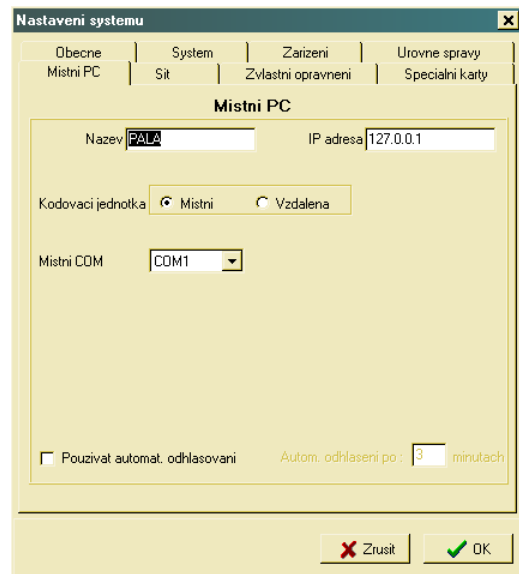 Nastaveni systemu
Obecne System Zarizeni Urovne spravy
Mistni PC Sit Zvlastni opravneni Specialni karty
Mistni PC
Nazev PALA IP adresa 127.0.0.1
Kodovaci jednotka Mistni Vzdalena
Mistni COM COM1
Pouzivat automat. odhlasovani Autom. odhlaseni po : 3 minutach
Zrusit OK